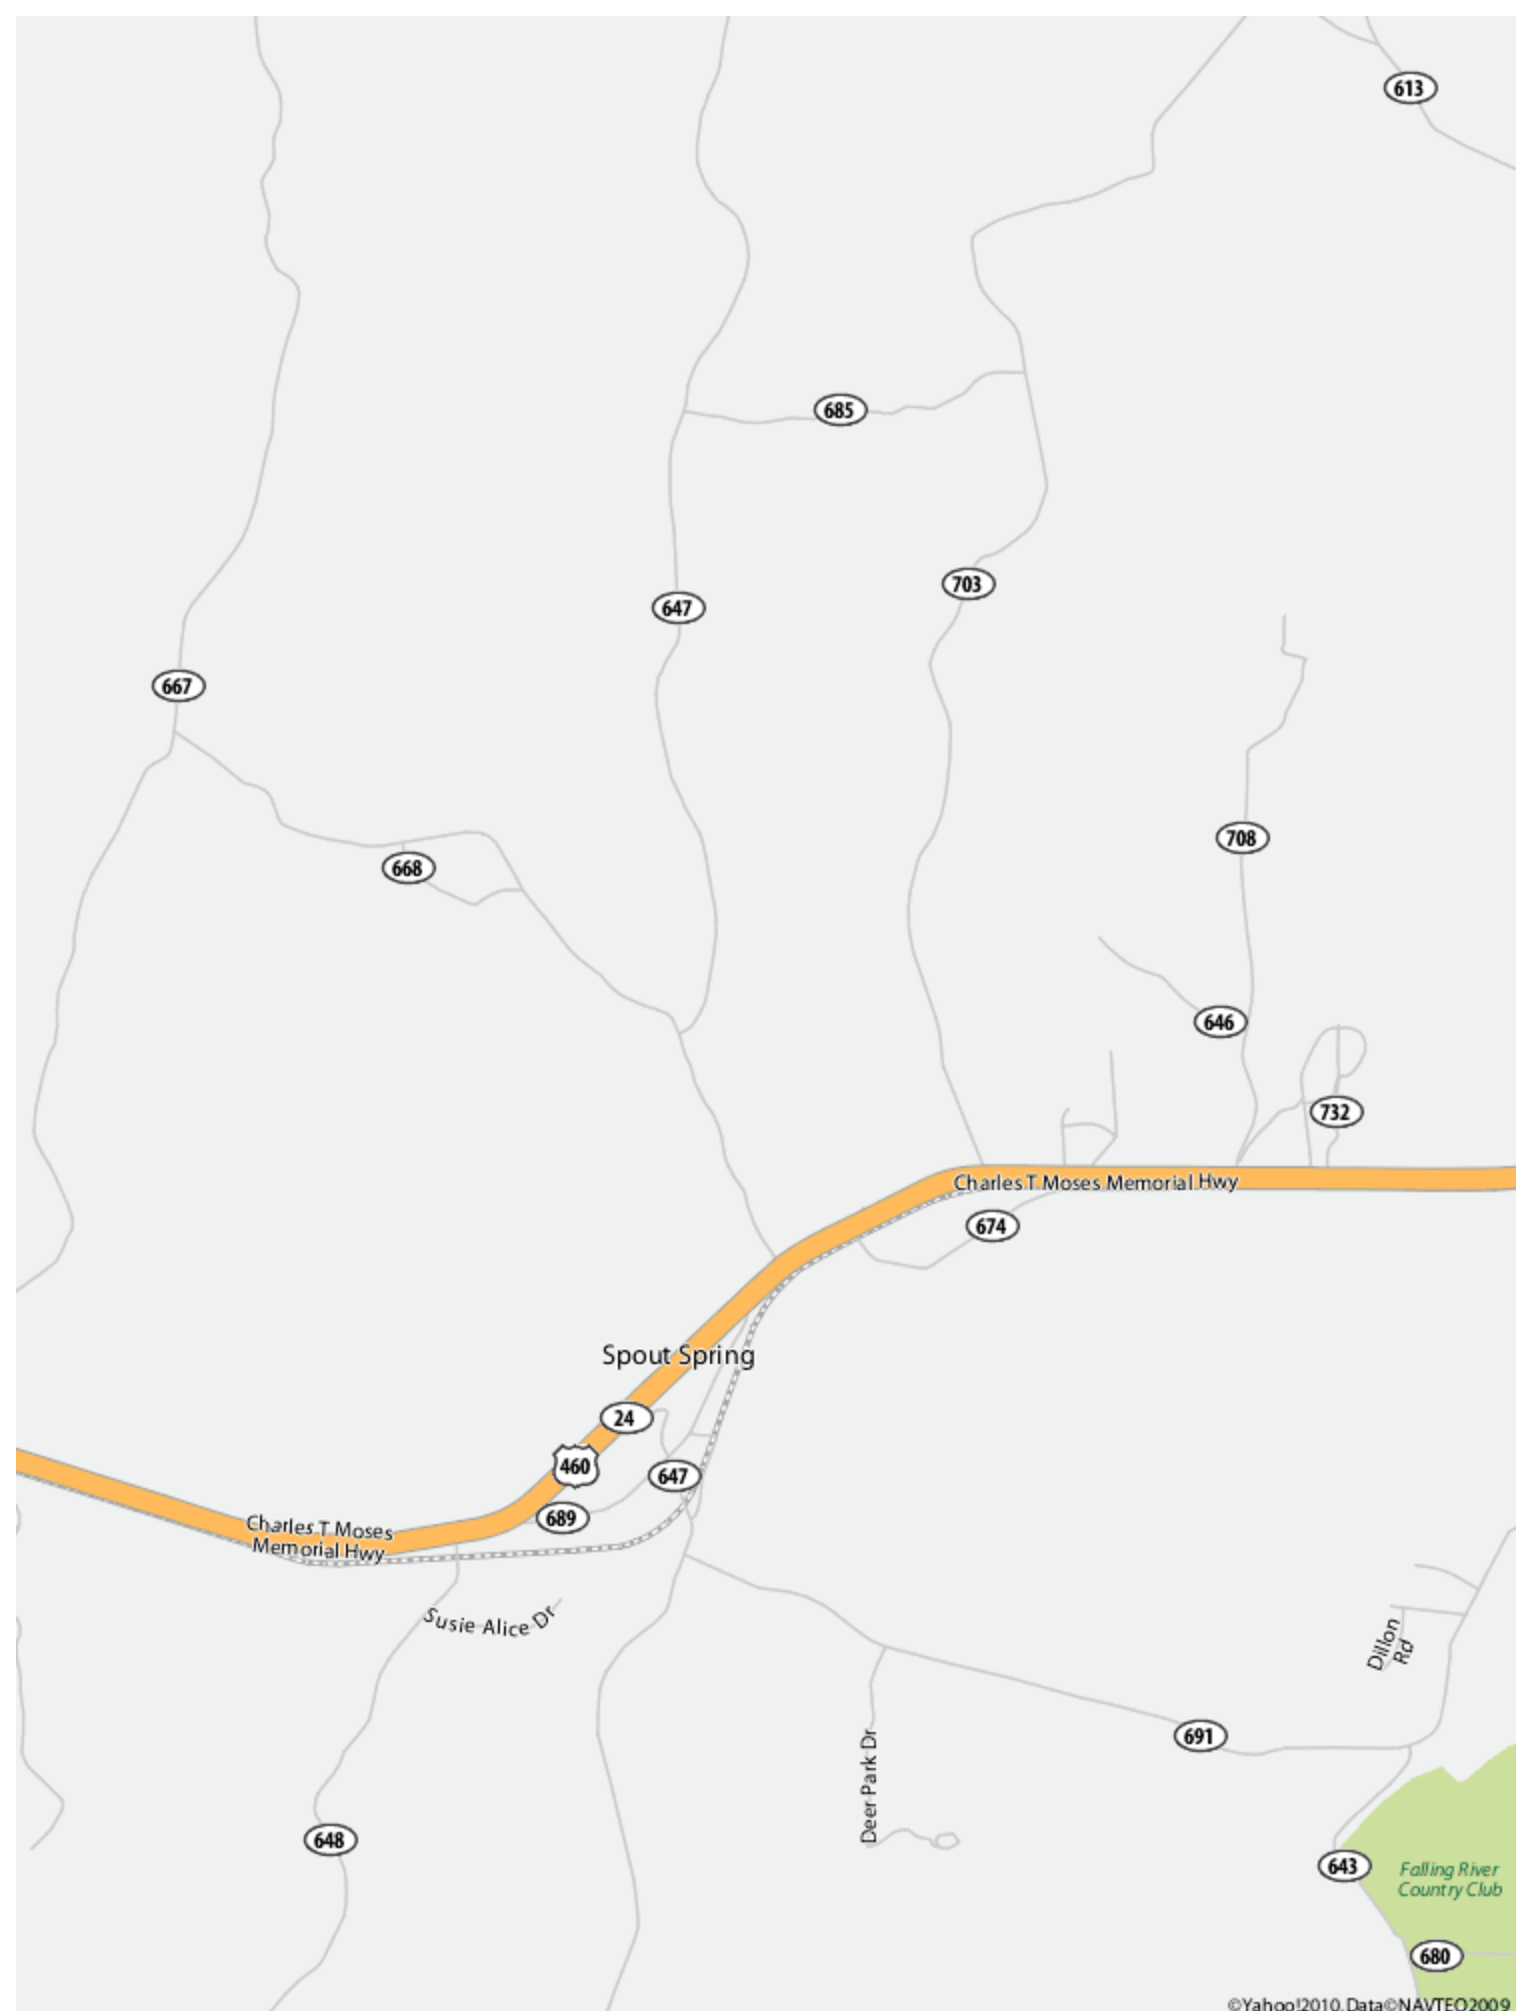 613
685
703
647
667
708
668
646
732
Charles T Moses Memorial Hwy
674
Spout Spring
24
460
647
689
Charles T Moses
Memorial Hwy
Susie Alice Dr
Dillon
Rd
691
Deer Park Dr
648
643
Falling River
Country Club
680
©Yahoo!2010, Data©NAVTEQ2009